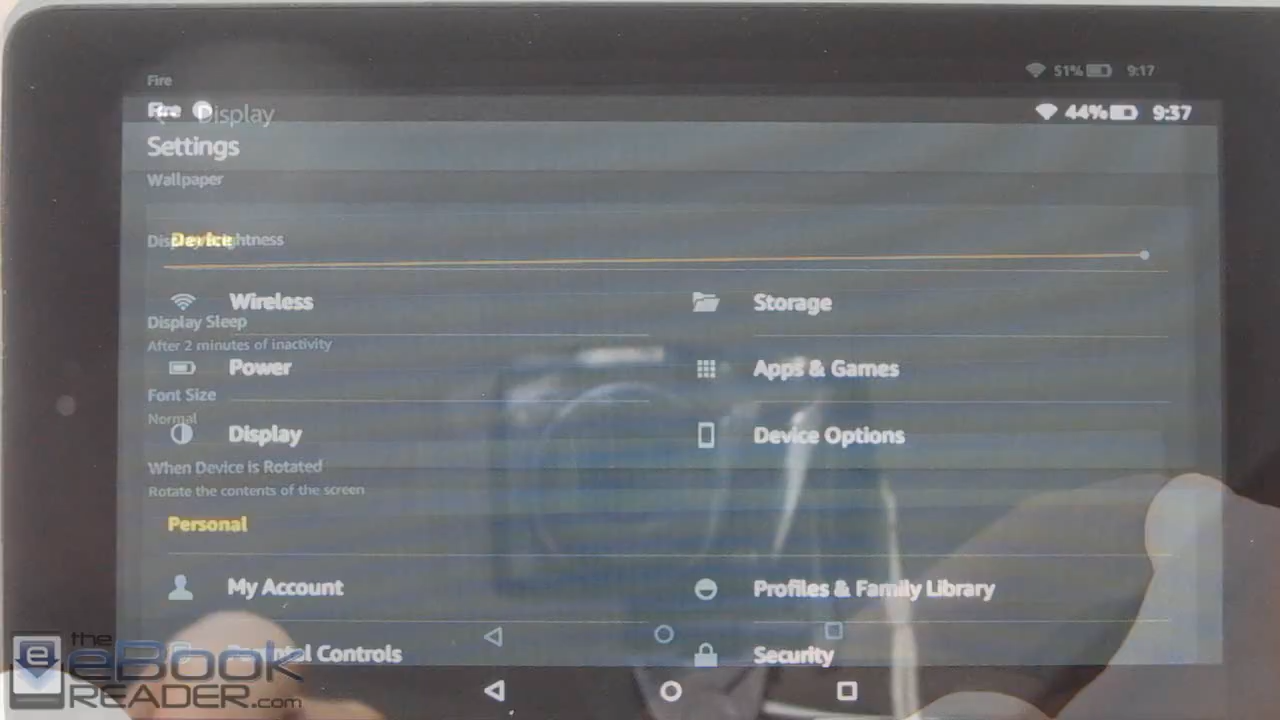 Fire 51% 9:17
Fire 44% 9:37
Display
Settings
Wallpaper
Display Brightness
Device
Wireless Storage
Display Sleep
After 2 minutes of inactivity
Power Apps & Games
Font Size
Normal
Display Device Options
When Device is Rotated
Rotate the contents of the screen
Personal
My Account Profiles & Family Library
Parental Controls Security
the
eBook
READER.com